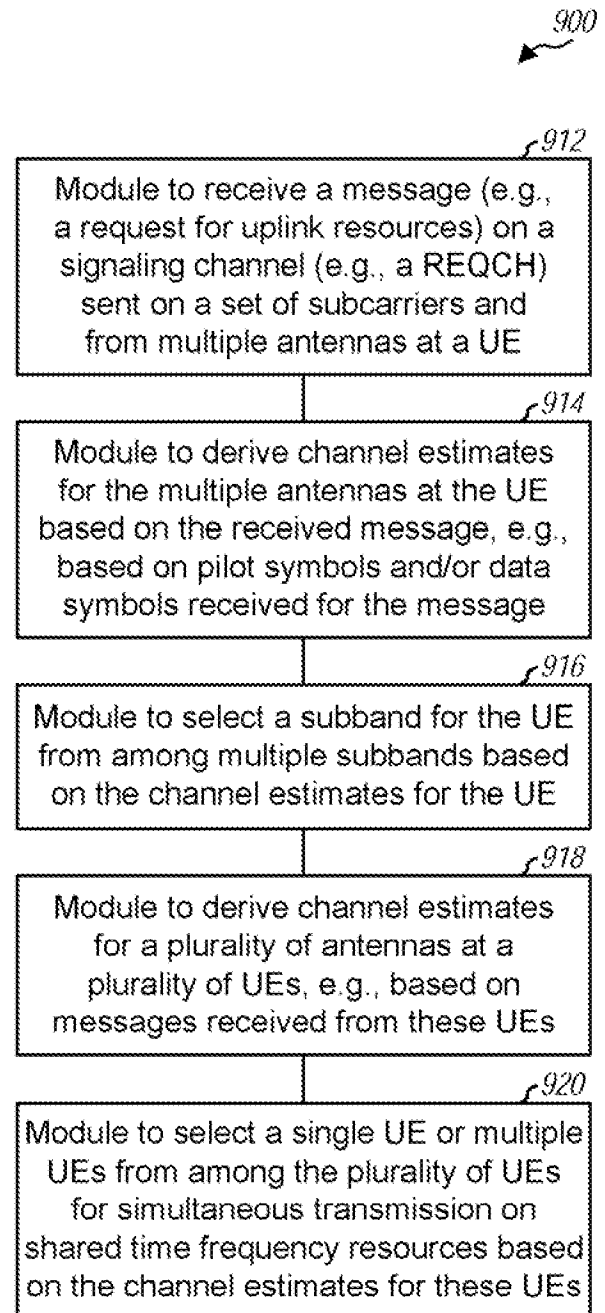 900
912
Module to receive a message (e.g.,
a request for uplink resources) on a
signaling channel (e.g., a REQCH)
sent on a set of subcarriers and
from multiple antennas at a UE
914
Module to derive channel estimates
for the multiple antennas at the UE
based on the received message, e.g.,
based on pilot symbols and/or data
symbols received for the message
916
Module to select a subband for the UE
from among multiple subbands based
on the channel estimates for the UE
918
Module to derive channel estimates
for a plurality of antennas at a
plurality of UEs, e.g., based on
messages received from these UEs
920
Module to select a single UE or multiple
UEs from among the plurality of UEs
for simultaneous transmission on
shared time frequency resources based
on the channel estimates for these UEs